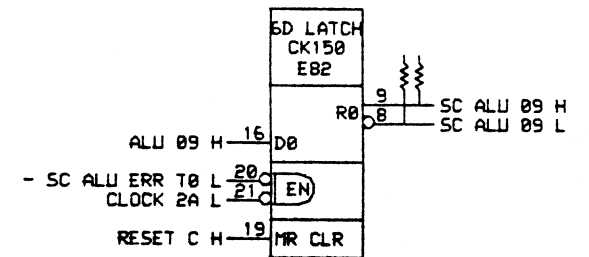 6D LATCH
CK150
E82
9 SC ALU 09 H
R0 8 SC ALU 09 L
ALU 09 H 16 D0
- SC ALU ERR T0 L 20
EN
CLOCK 2A L 21
RESET C H 19 MR CLR